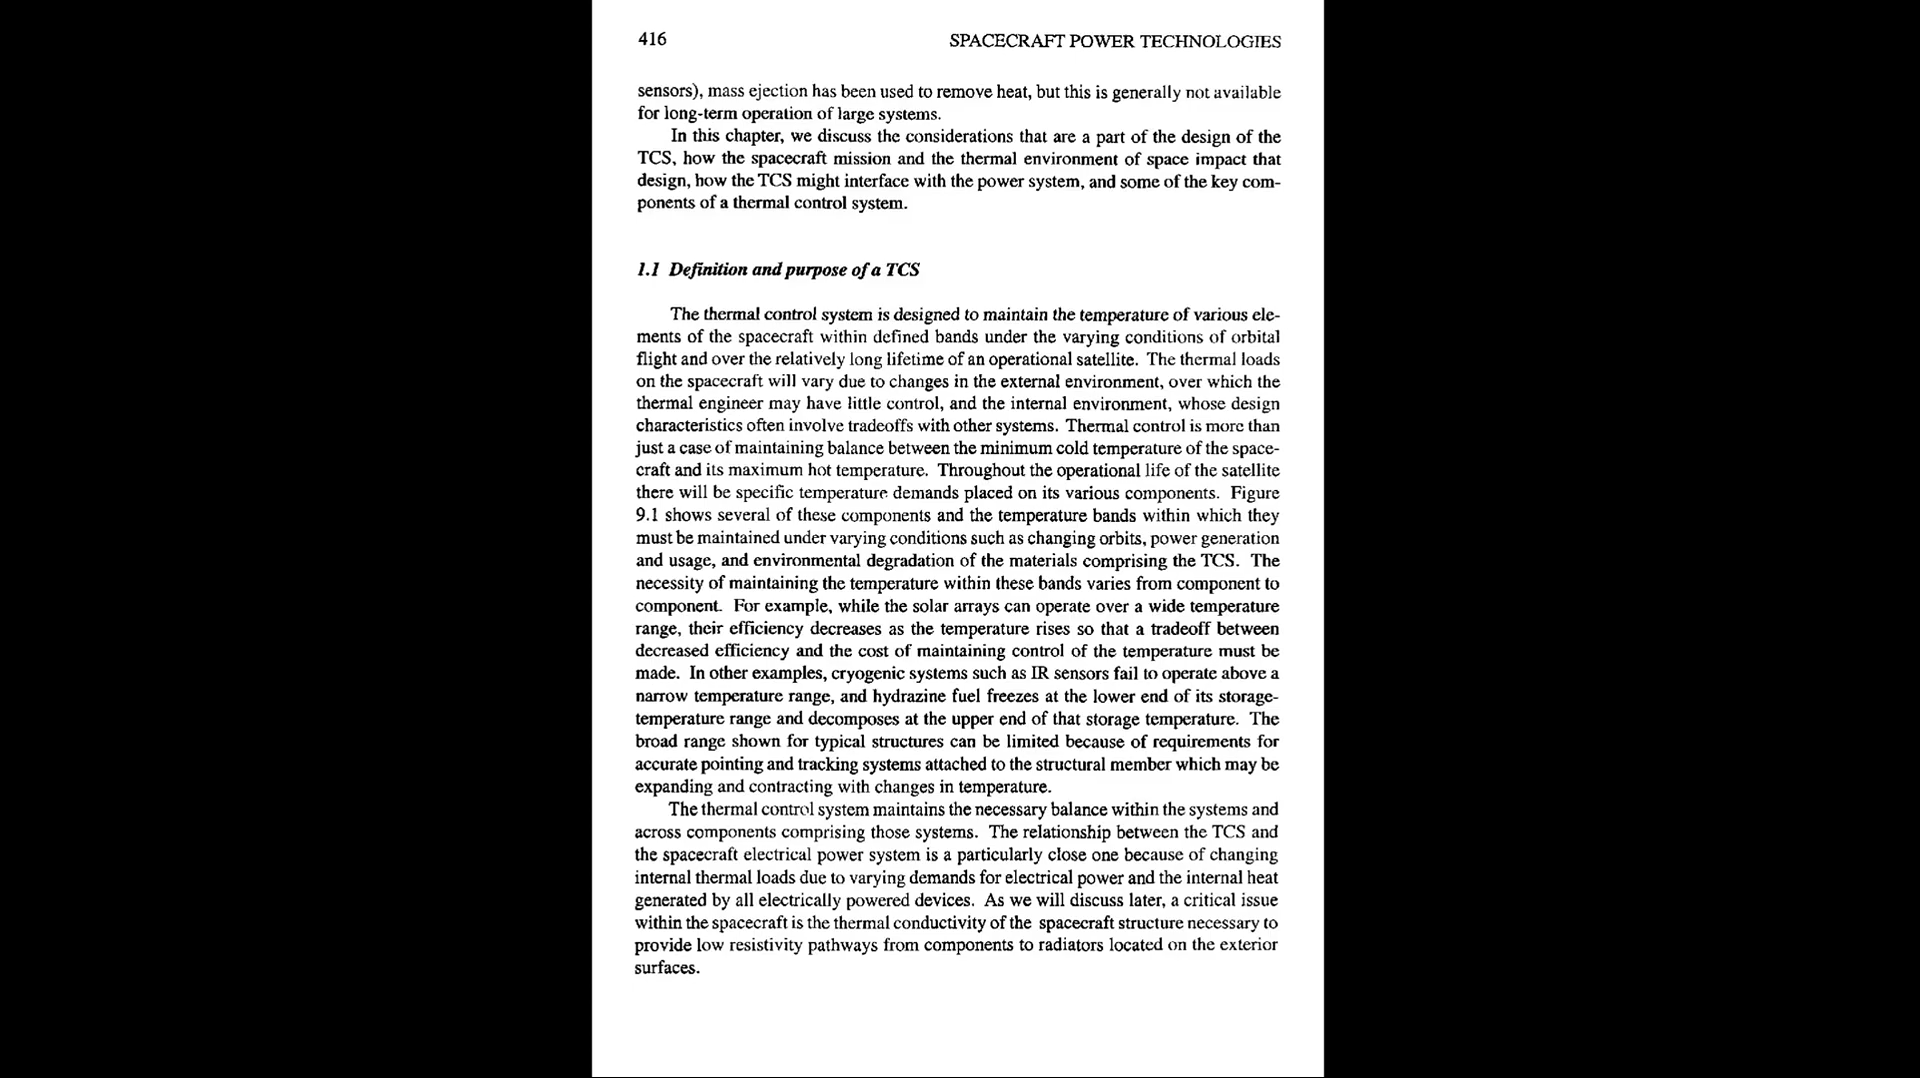 416
SPACECRAFT POWER TECHNOLOGIES
sensors), mass ejection has been used to remove heat, but this is generally not available
for long-term operation of large systems.
In this chapter, we discuss the considerations that are a part of the design of the
TCS, how the spacecraft mission and the thermal environment of space impact that
design, how the TCS might interface with the power system, and some of the key com-
ponents of a thermal control system.
1.1 Definition and purpose of a TCS
The thermal control system is designed to maintain the temperature of various ele-
ments of the spacecraft within defined bands under the varying conditions of orbital
flight and over the relatively long lifetime of an operational satellite. The thermal loads
on the spacecraft will vary due to changes in the external environment, over which the
thermal engineer may have little control, and the internal environment, whose design
characteristics often involve tradeoffs with other systems. Thermal control is more than
just a case of maintaining balance between the minimum cold temperature of the space-
craft and its maximum hot temperature. Throughout the operational life of the satellite
there will be specific temperature demands placed on its various components. Figure
9.1 shows several of these components and the temperature bands within which they
must be maintained under varying conditions such as changing orbits, power generation
and usage, and environmental degradation of the materials comprising the TCS. The
necessity of maintaining the temperature within these bands varies from component to
component. For example, while the solar arrays can operate over a wide temperature
range, their efficiency decreases as the temperature rises so that a tradeoff between
decreased efficiency and the cost of maintaining control of the temperature must be
made. In other examples, cryogenic systems such as IR sensors fail to operate above a
narrow temperature range, and hydrazine fuel freezes at the lower end of its storage-
temperature range and decomposes at the upper end of that storage temperature. The
broad range shown for typical structures can be limited because of requirements for
accurate pointing and tracking systems attached to the structural member which may be
expanding and contracting with changes in temperature.
The thermal control system maintains the necessary balance within the systems and
across components comprising those systems. The relationship between the TCS and
the spacecraft electrical power system is a particularly close one because of changing
internal thermal loads due to varying demands for electrical power and the internal heat
generated by all electrically powered devices. As we will discuss later, a critical issue
within the spacecraft is the thermal conductivity of the spacecraft structure necessary to
provide low resistivity pathways from components to radiators located on the exterior
surfaces.